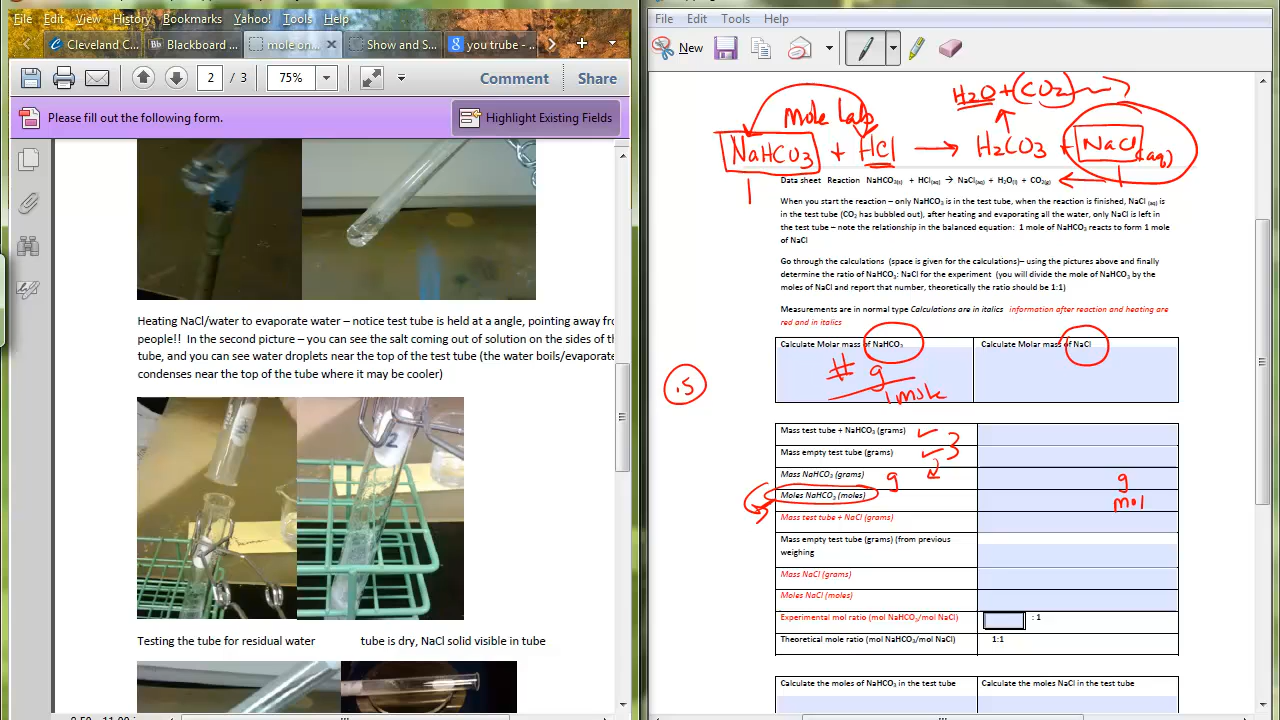 File Edit View History Bookmarks Yahoo! Tools Help
Cleveland C... Blackboard ... mole on... Show and S... you trube - ...
2 / 3 75% Comment Share
Please fill out the following form. Highlight Existing Fields
Heating NaCl/water to evaporate water – notice test tube is held at a angle, pointing away fro
people!! In the second picture – you can see the salt coming out of solution on the sides of th
tube, and you can see water droplets near the top of the test tube (the water boils/evaporate
condenses near the top of the tube where it may be cooler)
2
Testing the tube for residual water tube is dry, NaCl solid visible in tube
File Edit Tools Help
New
H2O + CO2
mole lab
NaHCO3 + HCl → H2CO3 + NaCl (aq)
1 1
Data sheet Reaction NaHCO3(s) + HCl(aq) → NaCl(aq) + H2O(l) + CO2(g)
When you start the reaction – only NaHCO3 is in the test tube, when the reaction is finished, NaCl (aq) is
in the test tube (CO2 has bubbled out), after heating and evaporating all the water, only NaCl is left in
the test tube – note the relationship in the balanced equation: 1 mole of NaHCO3 reacts to form 1 mole
of NaCl
Go through the calculations (space is given for the calculations)– using the pictures above and finally
determine the ratio of NaHCO3: NaCl for the experiment (you will divide the mole of NaHCO3 by the
moles of NaCl and report that number, theoretically the ratio should be 1:1)
Measurements are in normal type Calculations are in italics information after reaction and heating are
red and in italics
Calculate Molar mass of NaHCO3 Calculate Molar mass of NaCl
# g
1 mole
.5
Mass test tube + NaHCO3 (grams)
Mass empty test tube (grams)
Mass NaHCO3 (grams) g g
Moles NaHCO3 (moles) mol
Mass test tube + NaCl (grams)
Mass empty test tube (grams) (from previous
weighing
Mass NaCl (grams)
Moles NaCl (moles)
Experimental mol ratio (mol NaHCO3/mol NaCl) : 1
Theoretical mole ratio (mol NaHCO3/mol NaCl) 1:1
Calculate the moles of NaHCO3 in the test tube Calculate the moles NaCl in the test tube